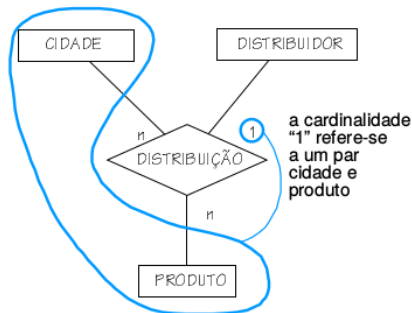 CIDADE
DISTRIBUIDOR
n
1
DISTRIBUIÇÃO
n
PRODUTO
a cardinalidade
“1” refere-se
a um par
cidade e
produto